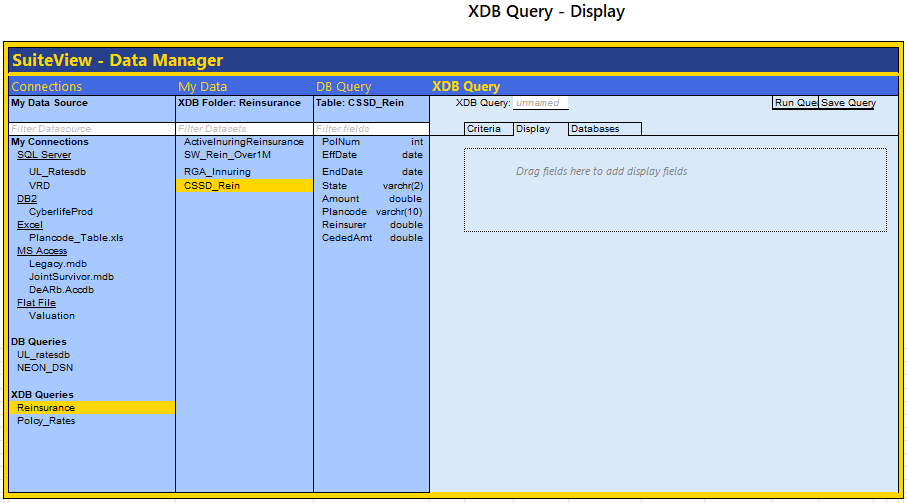 XDB Query - Display
SuiteView - Data Manager
Connections
My Data Source
Filter Datasource
My Connections
SQL Server
UL_Ratesdb
VRD
DB2
CyberlifeProd
Excel
Plancode_Table.xls
MS Access
Legacy.mdb
JointSurvivor.mdb
DeARb.Accdb
Flat File
Valuation
DB Queries
UL_ratesdb
NEON_DSN
XDB Queries
Reinsurance
Polcy_Rates
My Data
XDB Folder: Reinsurance
Filter Datasets
ActiveInuringReinsurance
SW_Rein_Over1M
RGA_Innuring
CSSD_Rein
DB Query
Table: CSSD_Rein
Filter fields
PolNum int
EffDate date
EndDate date
State varchar(2)
Amount double
Plancode varchar(10)
Reinsurer double
CededAmt double
XDB Query
XDB Query: unnamed
Run Que Save Query
Criteria Display Databases
Drag fields here to add display fields